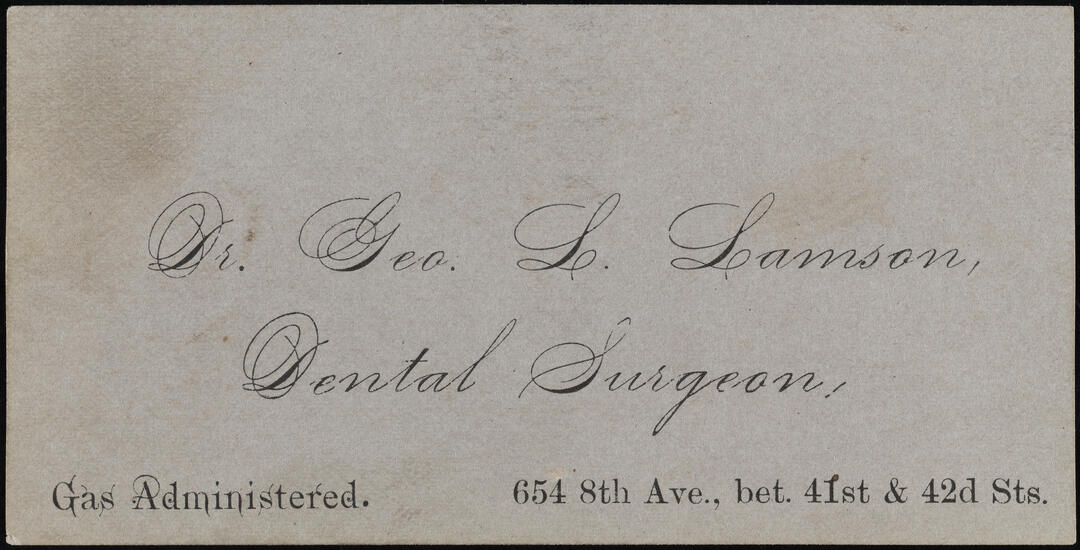 Dr. Geo. L. Lamson,
Dental Surgeon,
Gas Administered.
654 8th Ave., bet. 41st & 42d Sts.